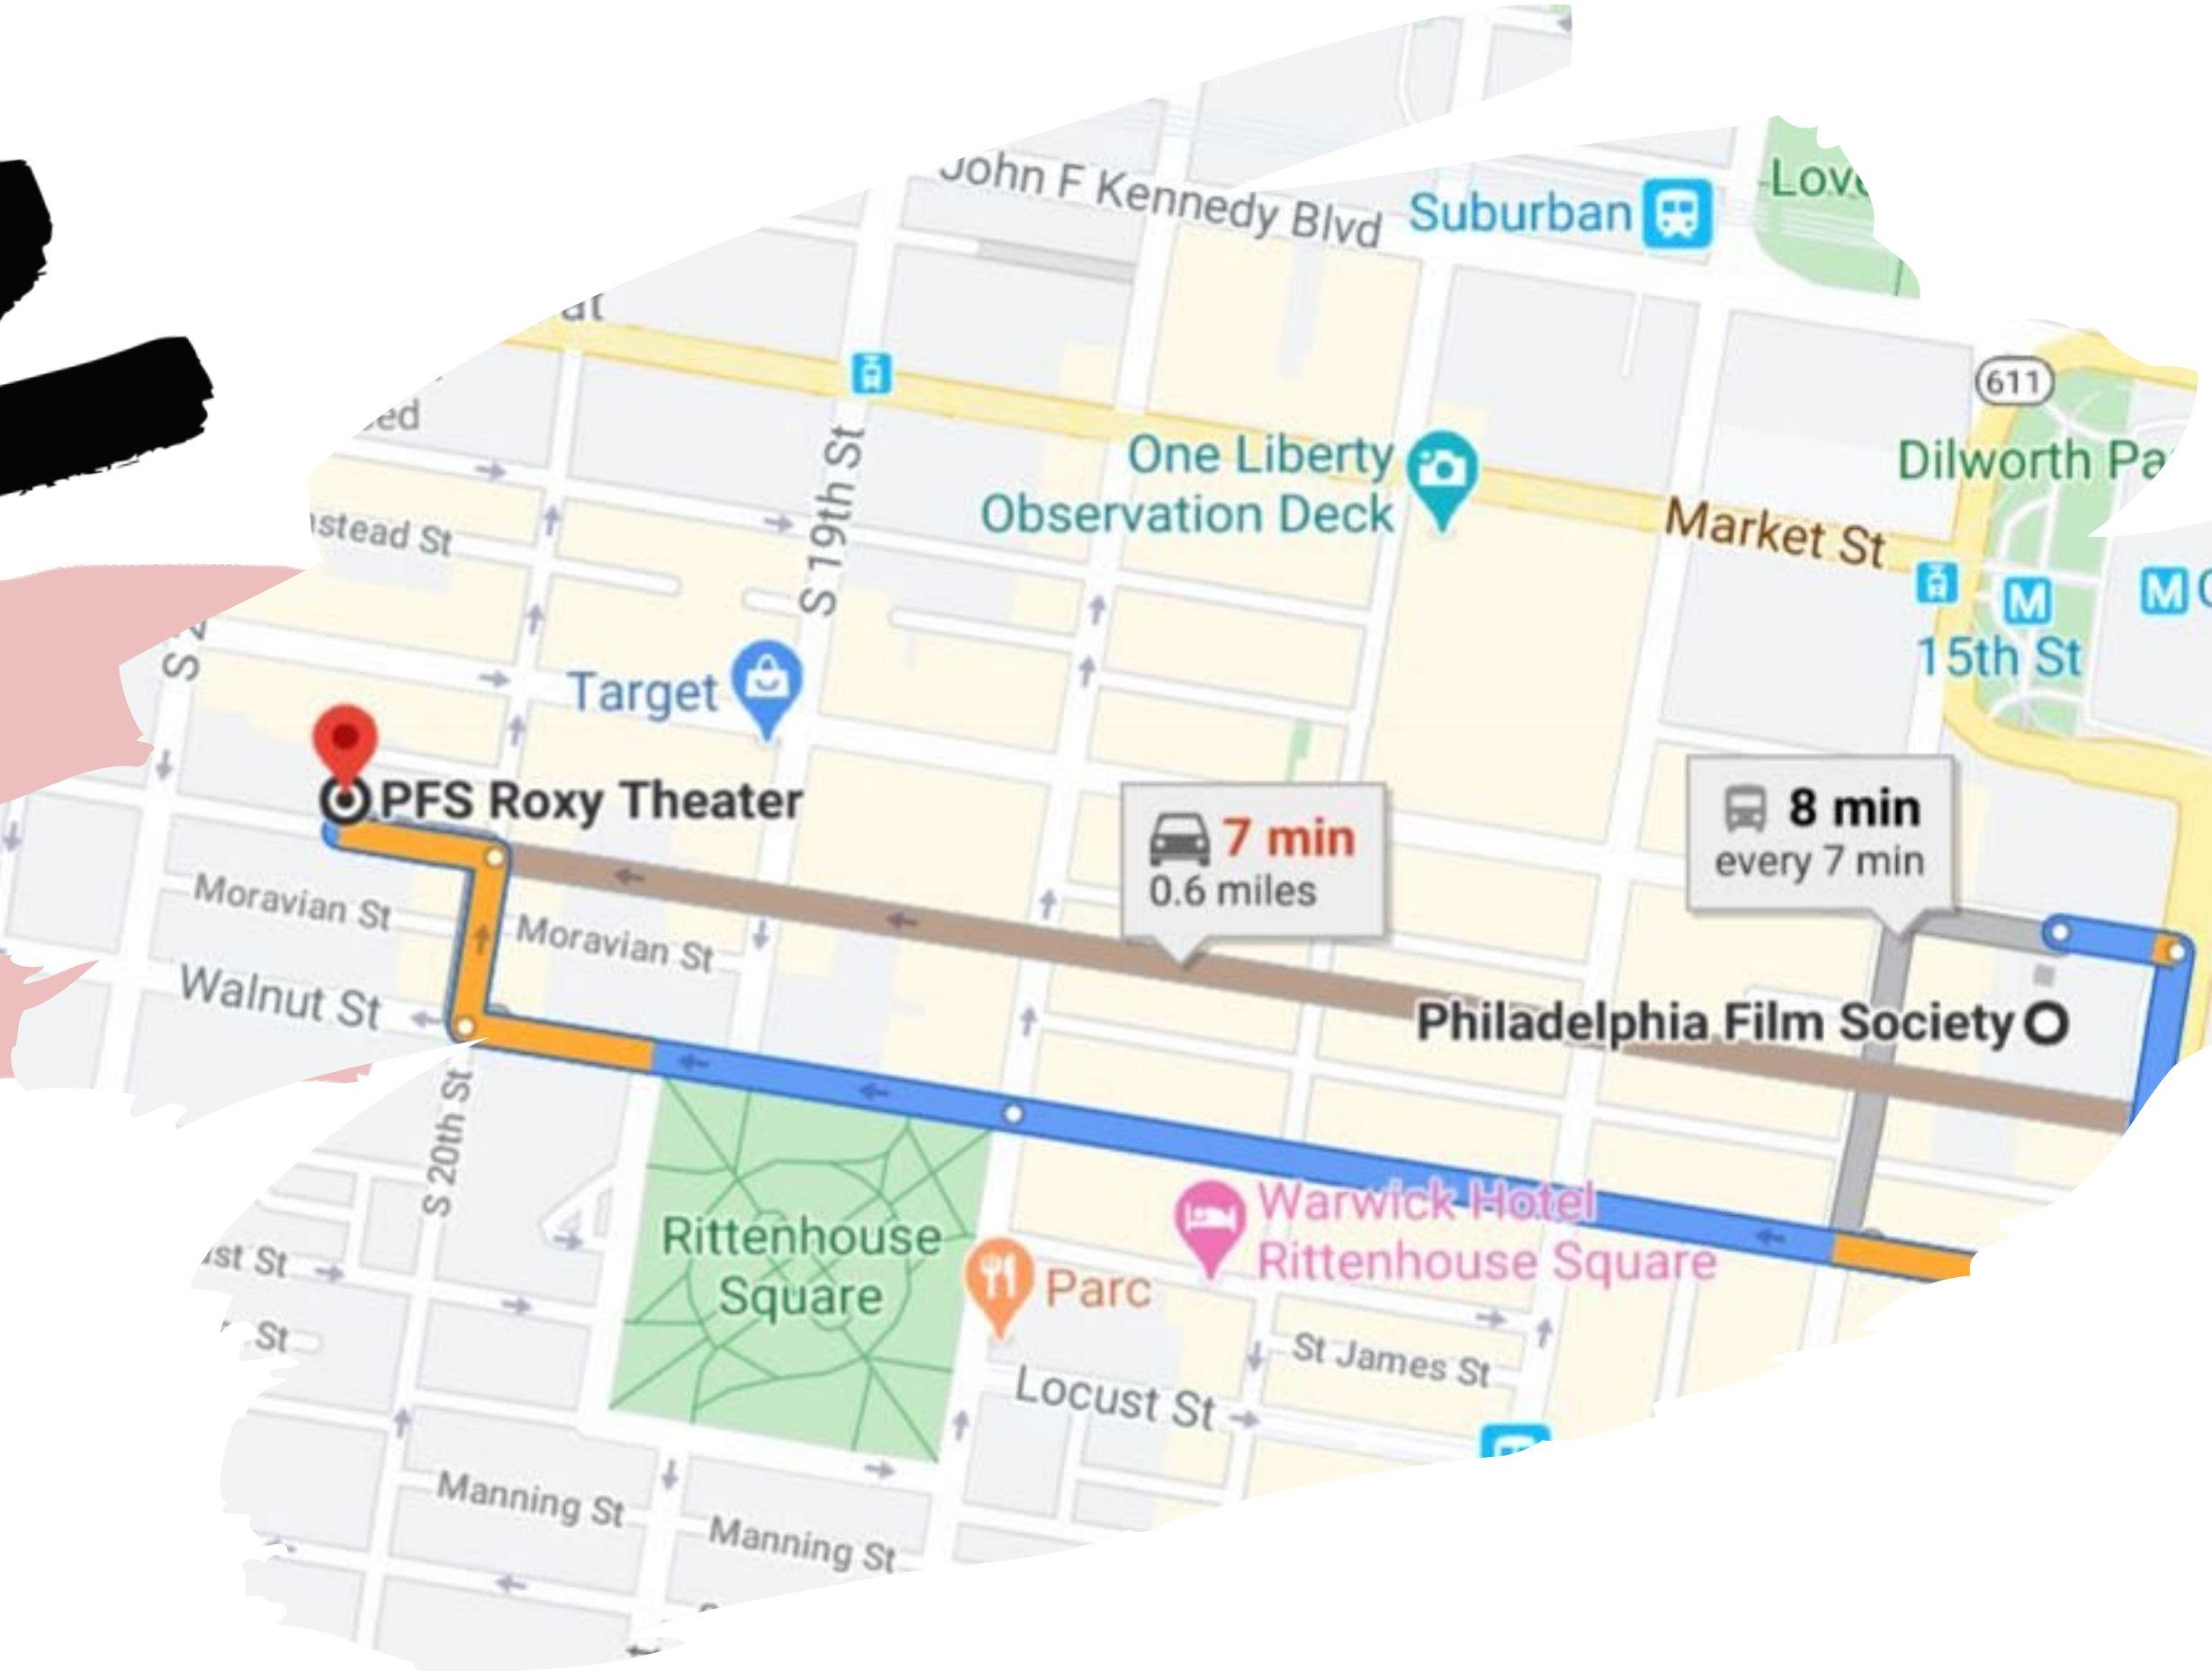 John F Kennedy Blvd
Suburban
611
One Liberty
Observation Deck
Dilworth
Market St
S 19th St
M
M
15th St
Target
PFS Roxy Theater
7 min
0.6 miles
8 min
every 7 min
Moravian St
Moravian St
Walnut St
Philadelphia Film Society
S 20th St
Warwick Hotel
Rittenhouse Square
Rittenhouse
Square
Parc
St
St
St
St James St
Locust St
Manning St
Manning St